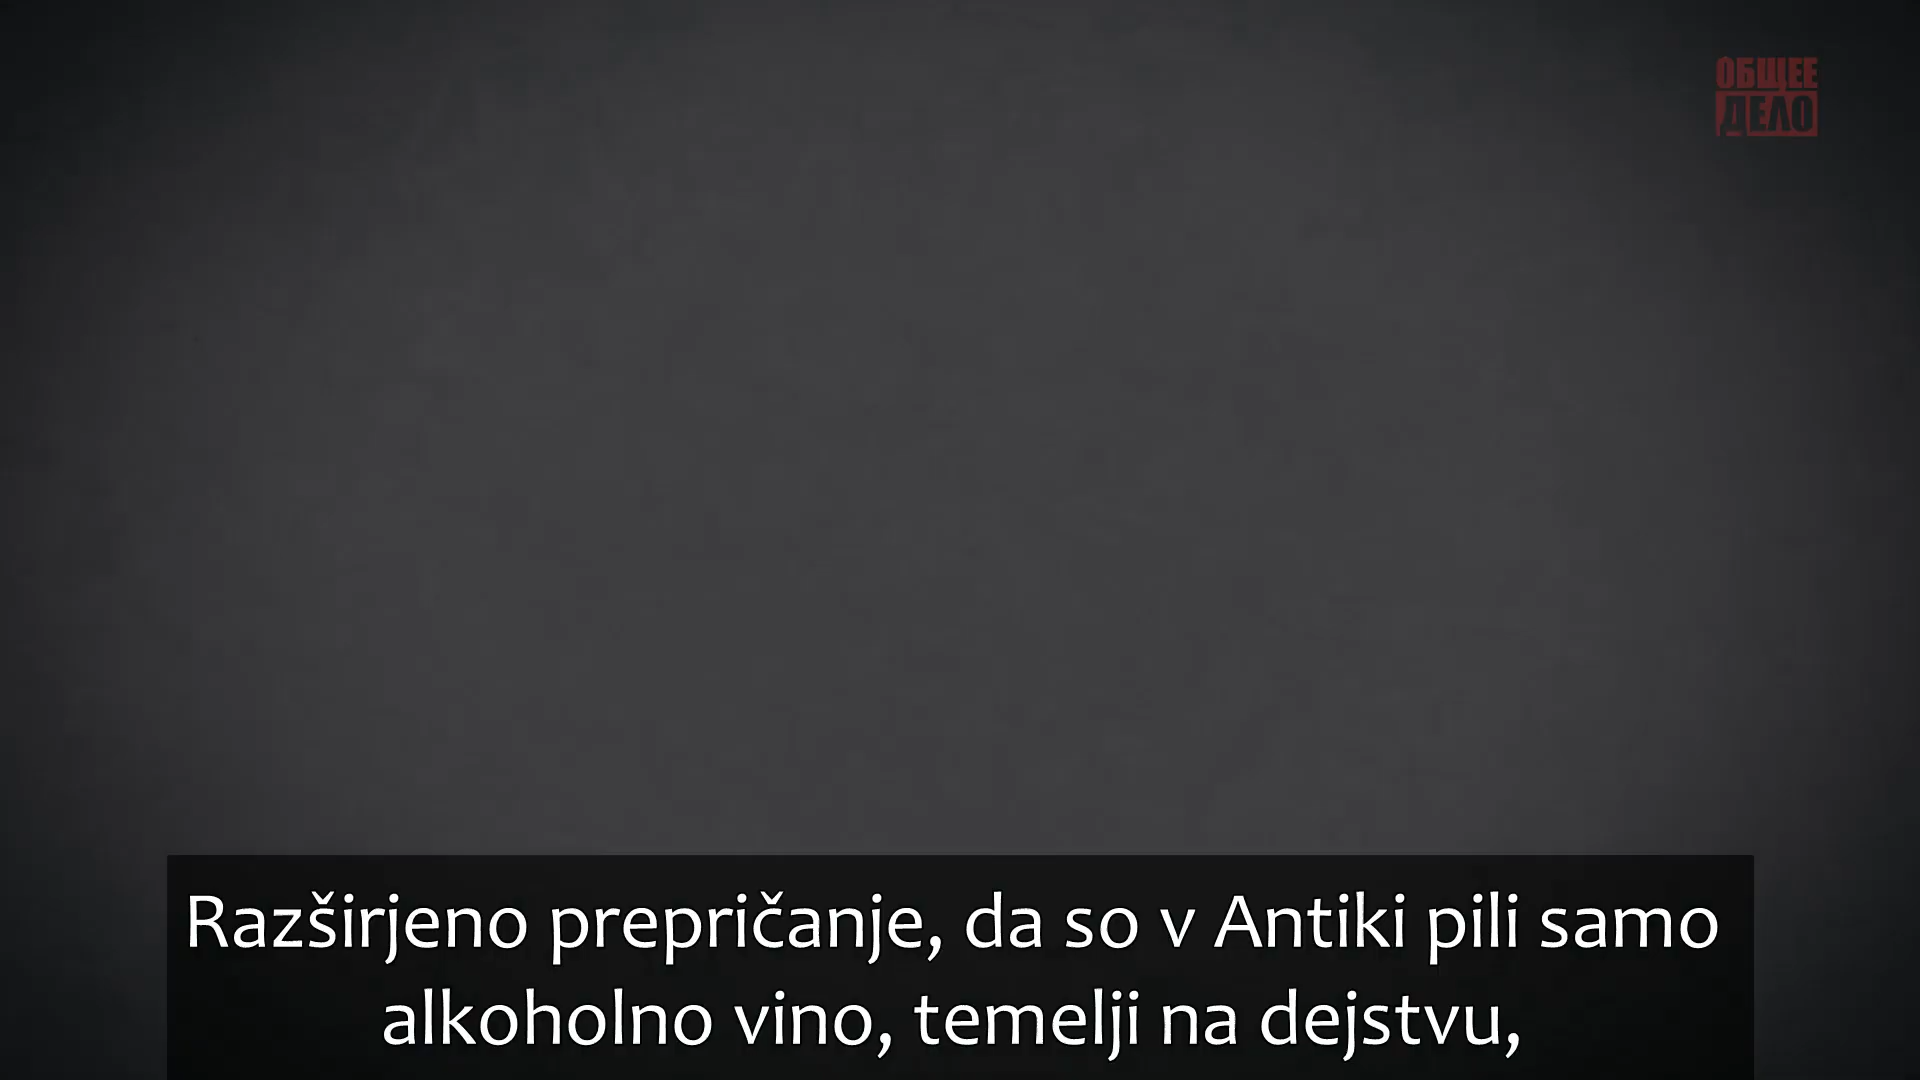 ОБЩЕЕ
ДЕЛО
Razširjeno prepričanje, da so v Antiki pili samo
alkoholno vino, temelji na dejstvu,